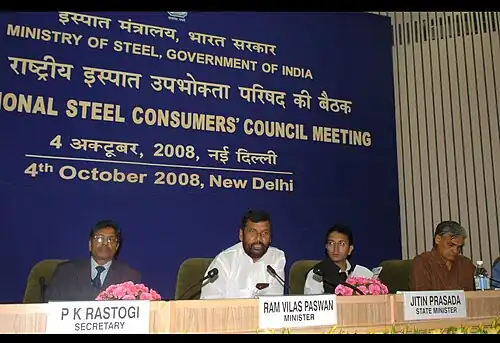 इस्पात मंत्रालय, भारत सरकार
MINISTRY OF STEEL, GOVERNMENT OF INDIA
राष्ट्रीय इस्पात उपभोक्ता परिषद की बैठक
IONAL STEEL CONSUMERS' COUNCIL MEETING
4 अक्टूबर, 2008, नई दिल्ली
4th October 2008, New Delhi
P K RASTOGI
SECRETARY
RAM VILAS PASWAN
MINISTER
JITIN PRASADA
STATE MINISTER